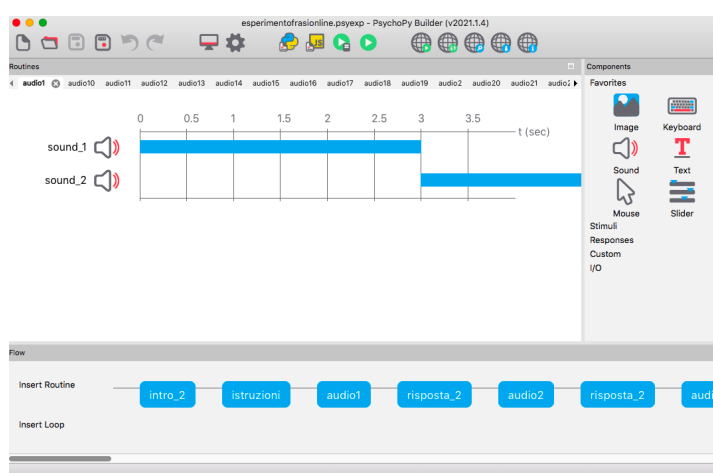 esperimentofrasionline.psyexp - PsychoPy Builder (v2021.1.4)
JS
Routines
Components
audio1 audio10 audio11 audio12 audio13 audio14 audio15 audio16 audio17 audio18 audio19 audio2 audio20 audio21 audio2
Favorites
0 0.5 1 1.5 2 2.5 3 3.5
t (sec)
Image Keyboard
sound_1
T
Sound Text
sound_2
Mouse Slider
Stimuli
Responses
Custom
I/O
Flow
Insert Routine
intro_2 istruzioni audio1 risposta_2 audio2 risposta_2 audi
Insert Loop